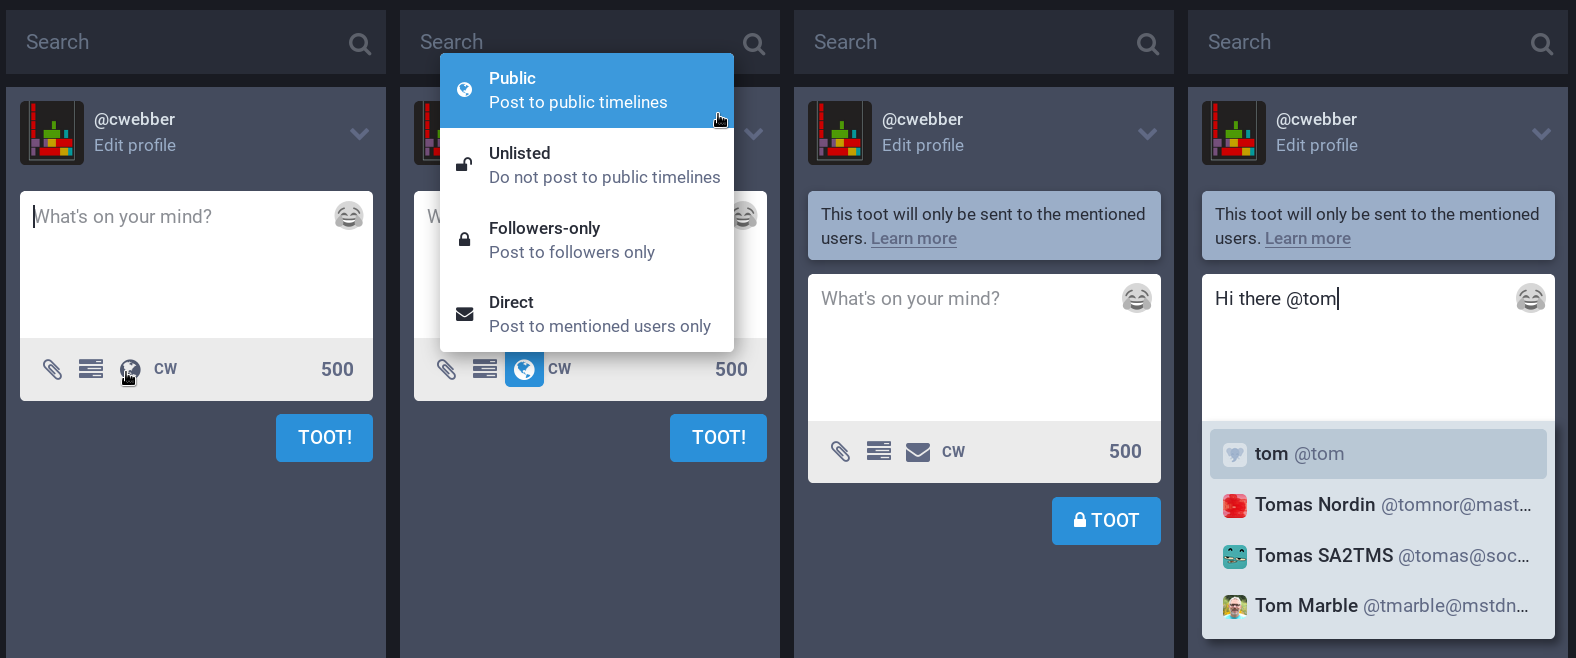 Search
@cwebber
Edit profile
What's on your mind?
CW
500
TOOT!
Search
Public
Post to public timelines
Unlisted
Do not post to public timelines
Followers-only
Post to followers only
Direct
Post to mentioned users only
W
CW
500
TOOT!
Search
@cwebber
Edit profile
This toot will only be sent to the mentioned
users. Learn more
What's on your mind?
CW
500
TOOT
Search
@cwebber
Edit profile
This toot will only be sent to the mentioned
users. Learn more
Hi there @tom
tom @tom
Tomas Nordin @tomnor@mast...
Tomas SA2TMS @tomas@soc...
Tom Marble @tmarble@mstdn...